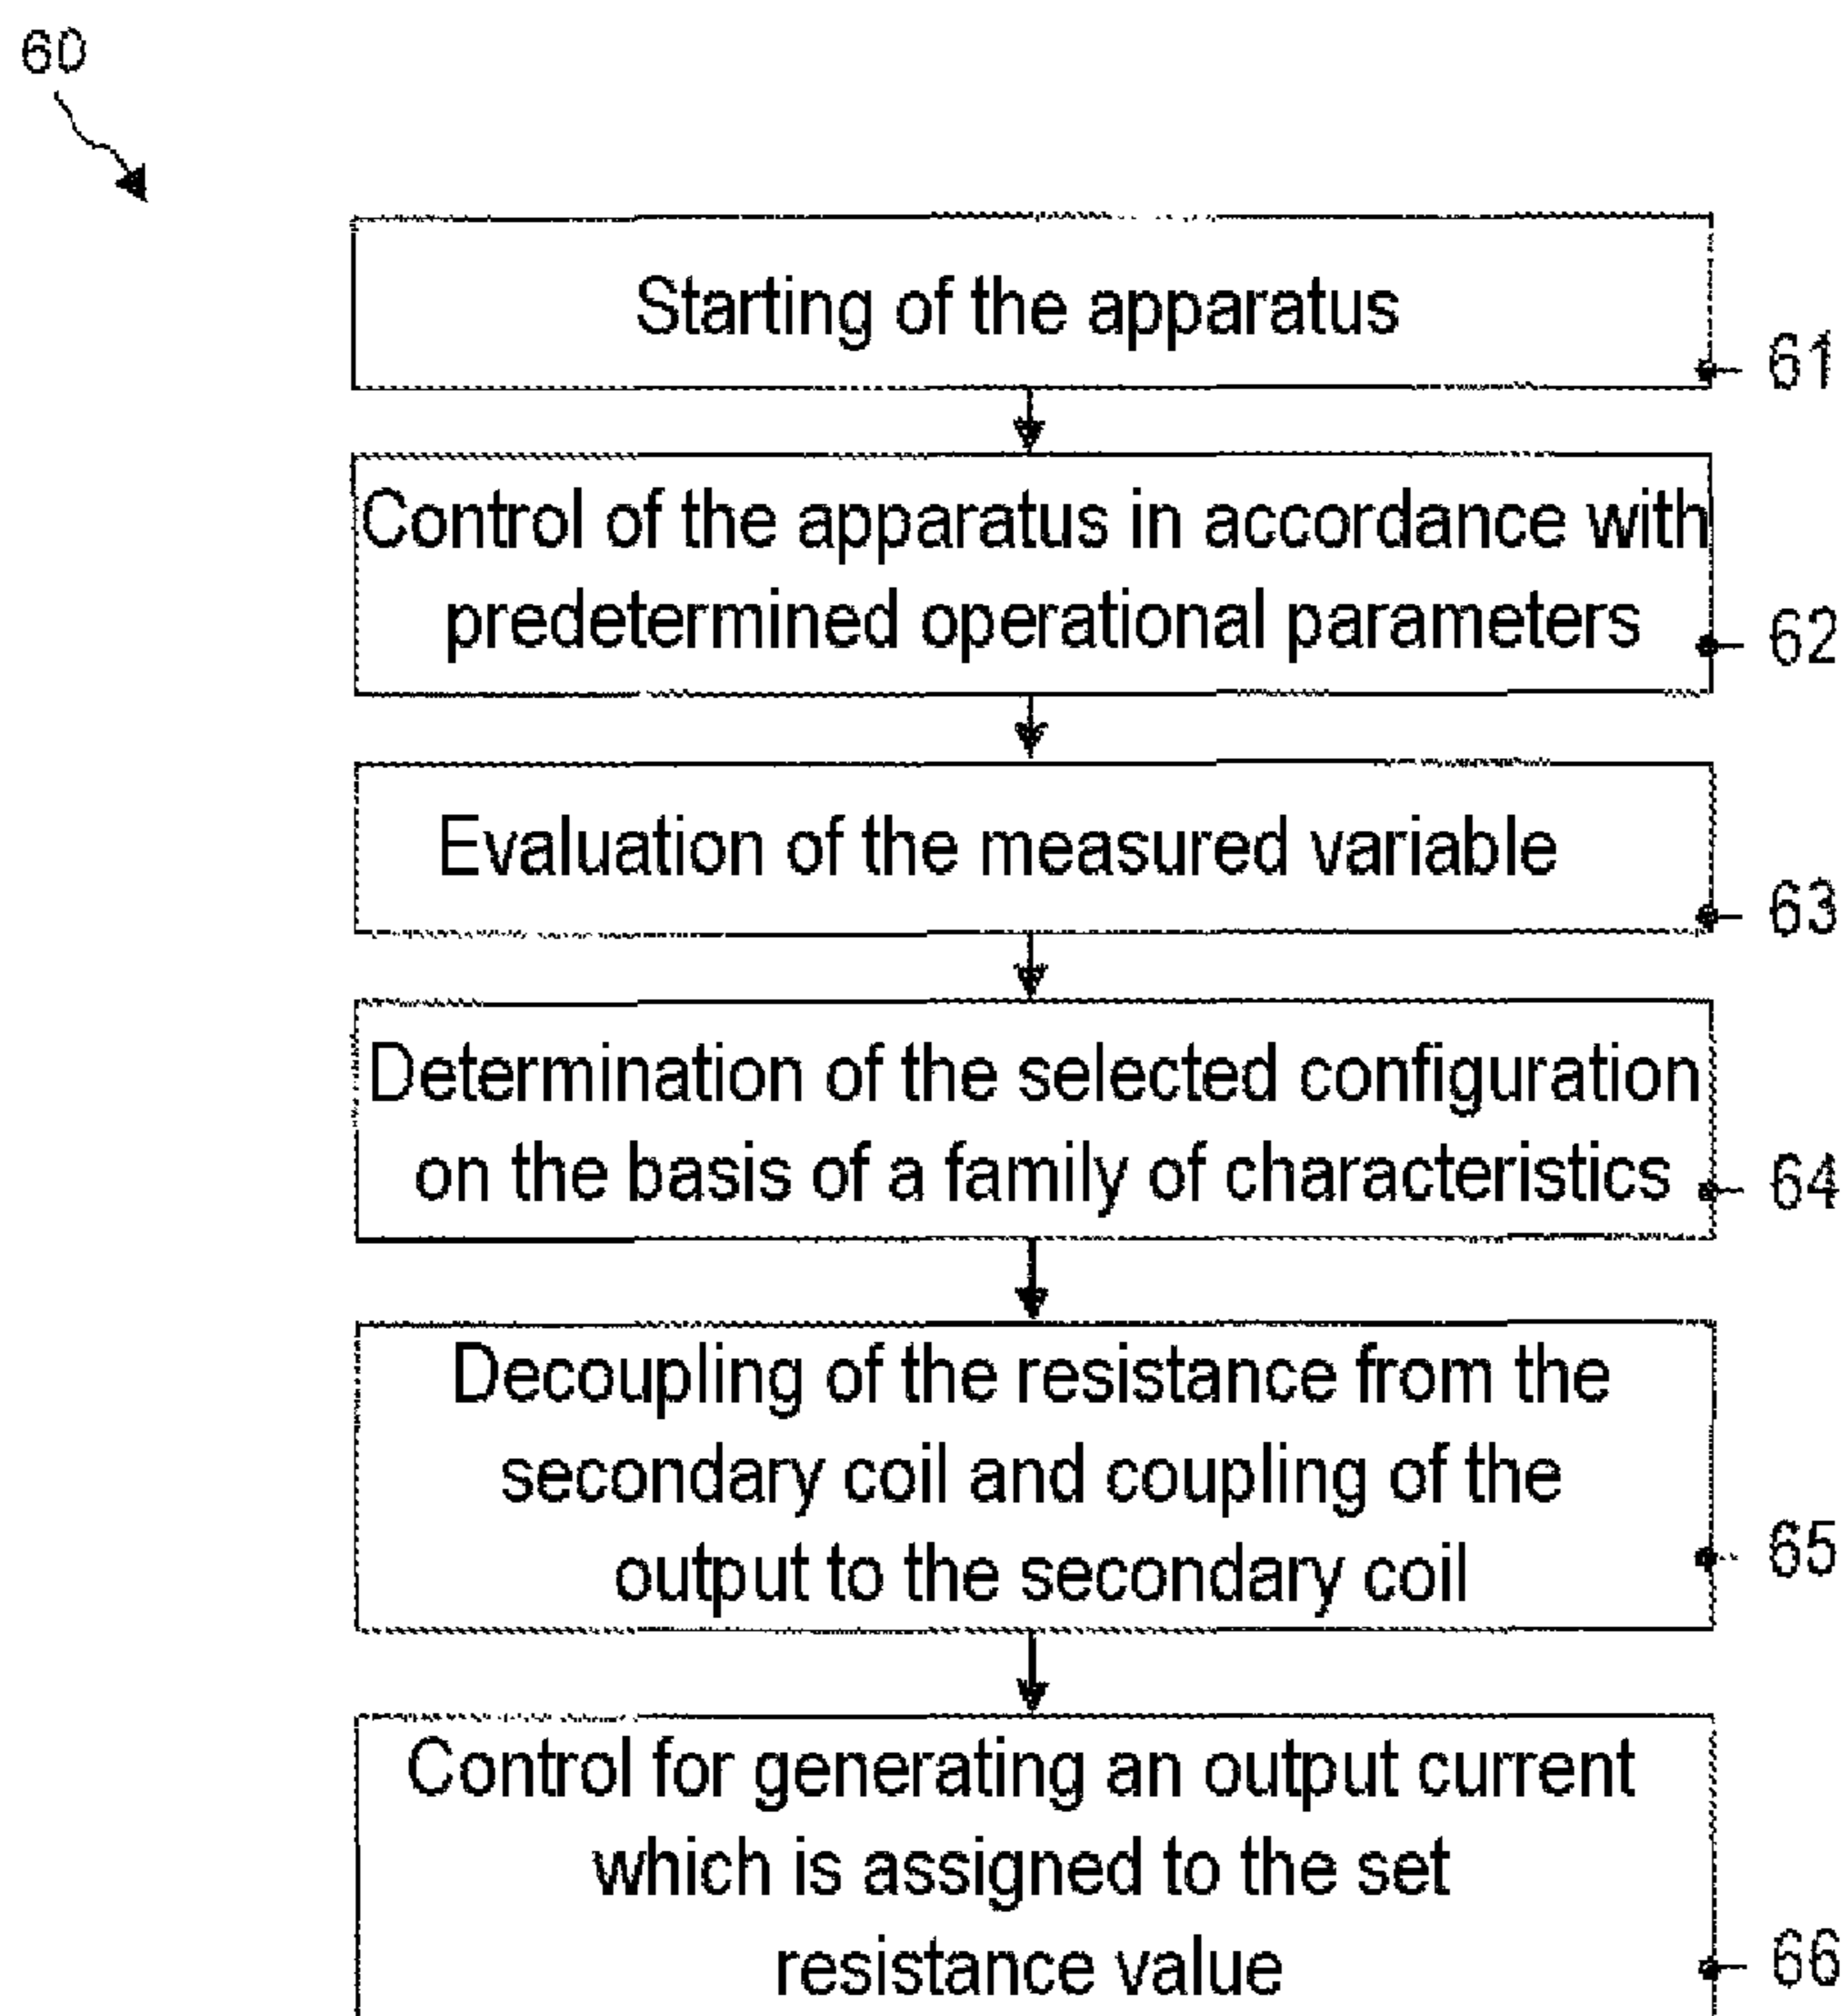 60
Starting of the apparatus
61
Control of the apparatus in accordance with
predetermined operational parameters
62
Evaluation of the measured variable
63
Determination of the selected configuration
on the basis of a family of characteristics
64
Decoupling of the resistance from the
secondary coil and coupling of the
output to the secondary coil
65
Control for generating an output current
which is assigned to the set
resistance value
66